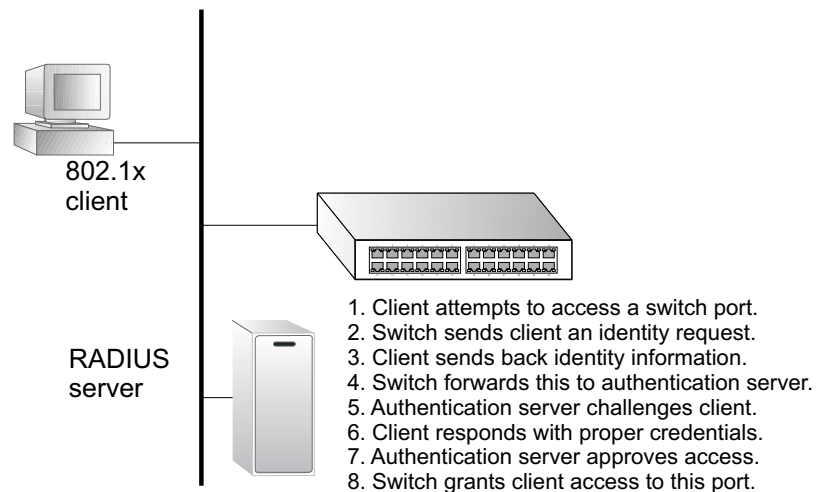 802.1x
client
RADIUS
server
1. Client attempts to access a switch port.
2. Switch sends client an identity request.
3. Client sends back identity information.
4. Switch forwards this to authentication server.
5. Authentication server challenges client.
6. Client responds with proper credentials.
7. Authentication server approves access.
8. Switch grants client access to this port.